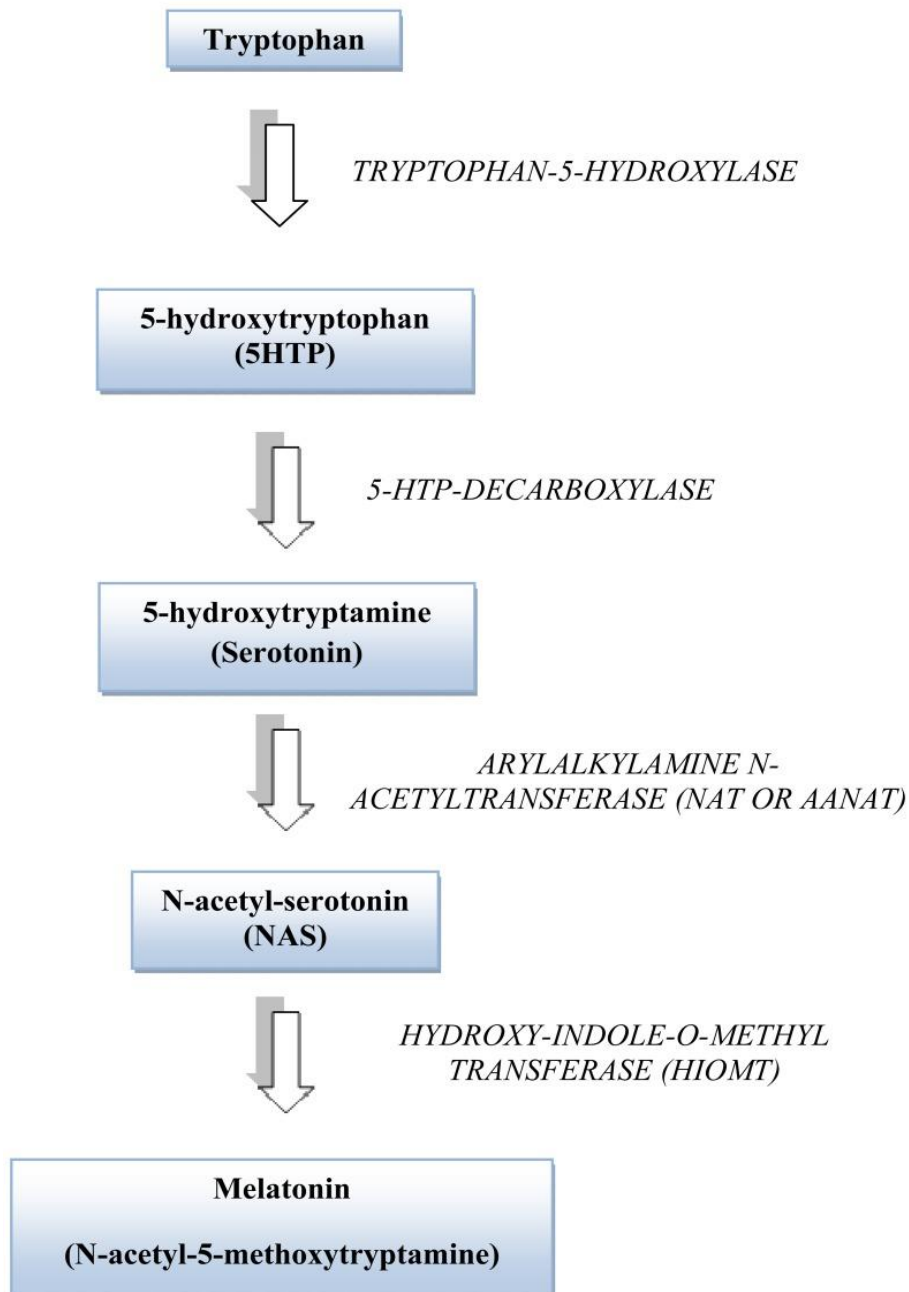 Tryptophan
TRYPTOPHAN-5-HYDROXYLASE
5-hydroxytryptophan
(5HTP)
5-HTP-DECARBOXYLASE
5-hydroxytryptamine
(Serotonin)
ARYLALKYLAMINE N-
ACETYLTRANSFERASE (NAT OR AANAT)
N-acetyl-serotonin
(NAS)
HYDROXY-INDOLE-O-METHYL
TRANSFERASE (HIOMT)
Melatonin
(N-acetyl-5-methoxytryptamine)